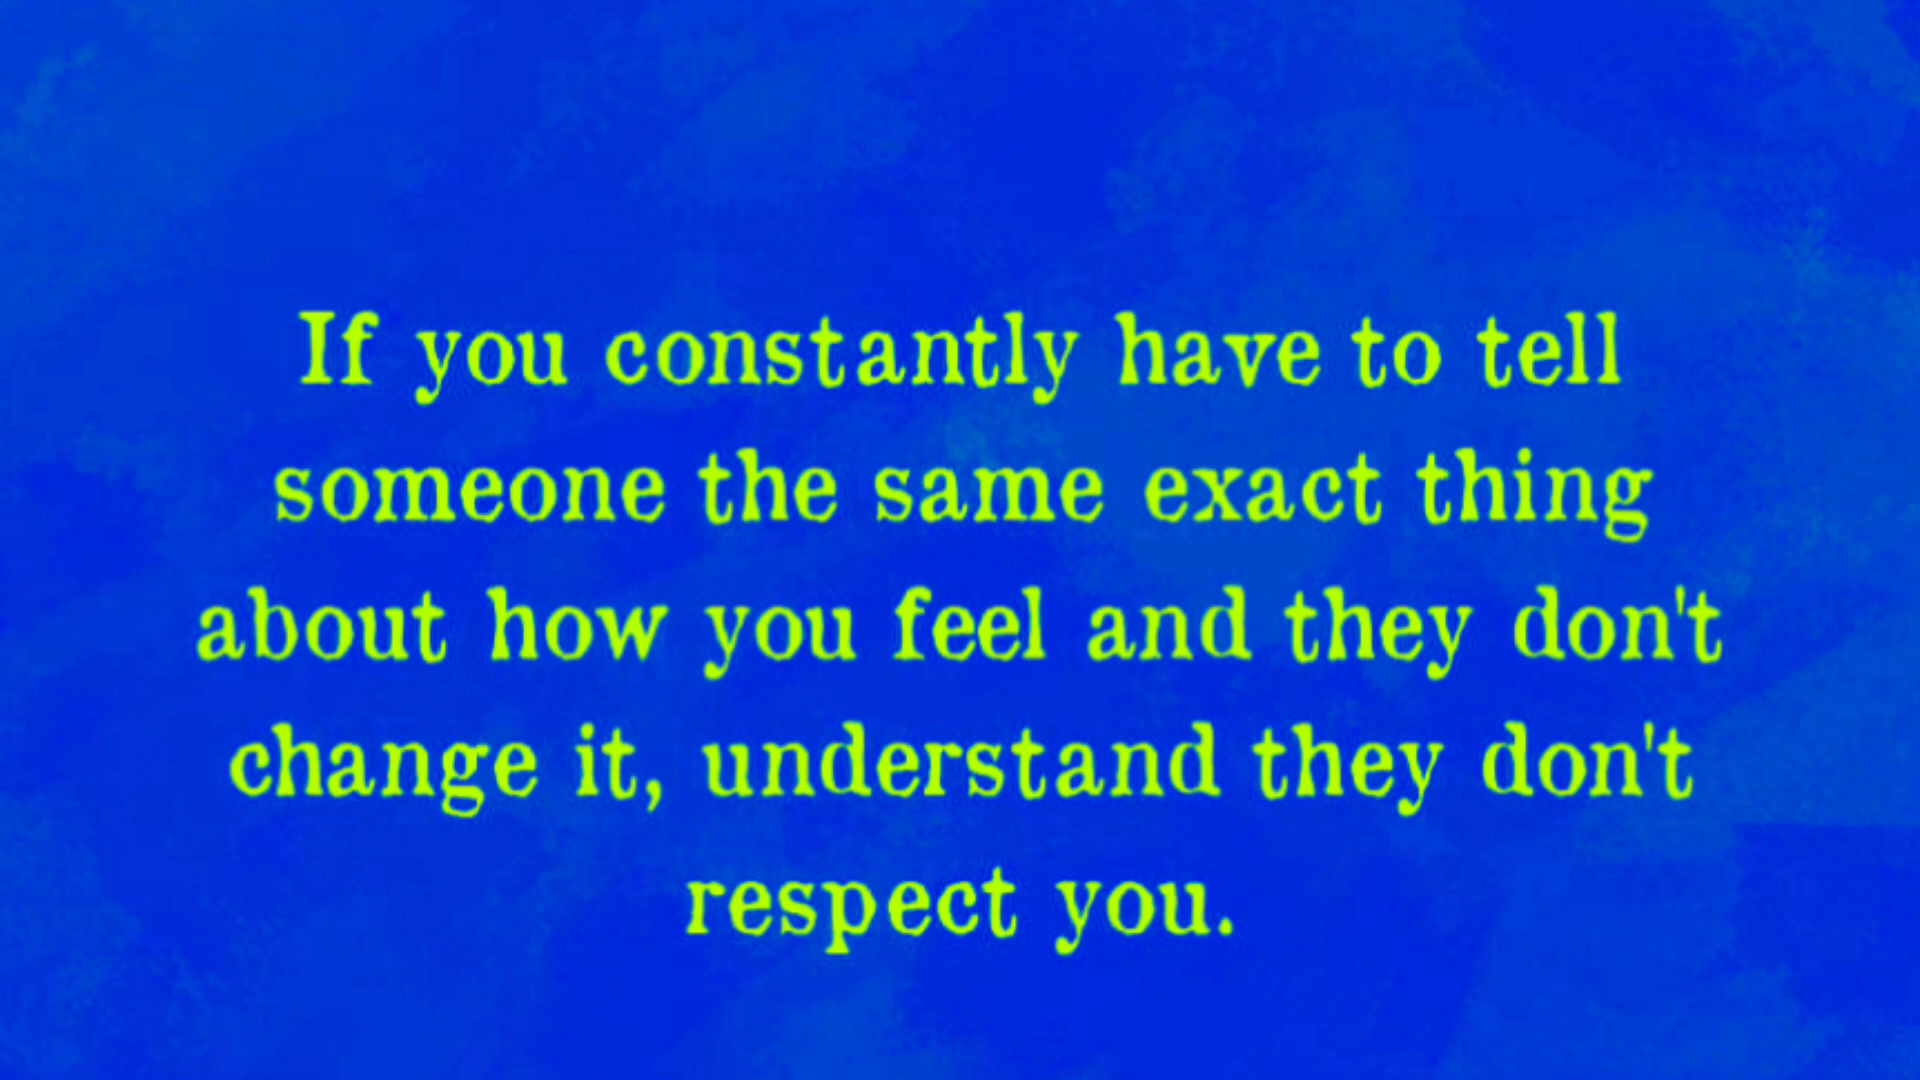 If you constantly have to tell
someone the same exact thing
about how you feel and they don't
change it, understand they don't
respect you.